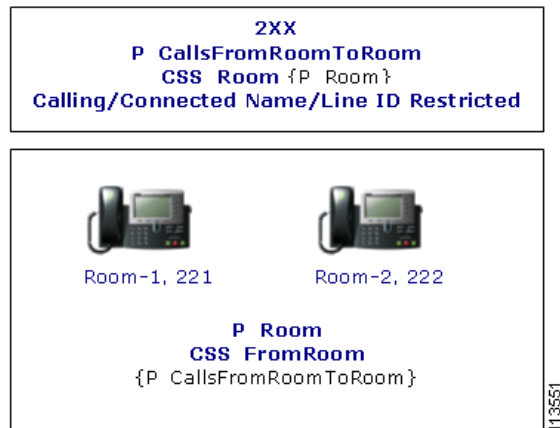 2XX
P CallsFromRoomToRoom
CSS Room {P Room}
Calling/Connected Name/Line ID Restricted
Room-1, 221
Room-2, 222
P Room
CSS FromRoom
{P CallsFromRoomToRoom}
113551